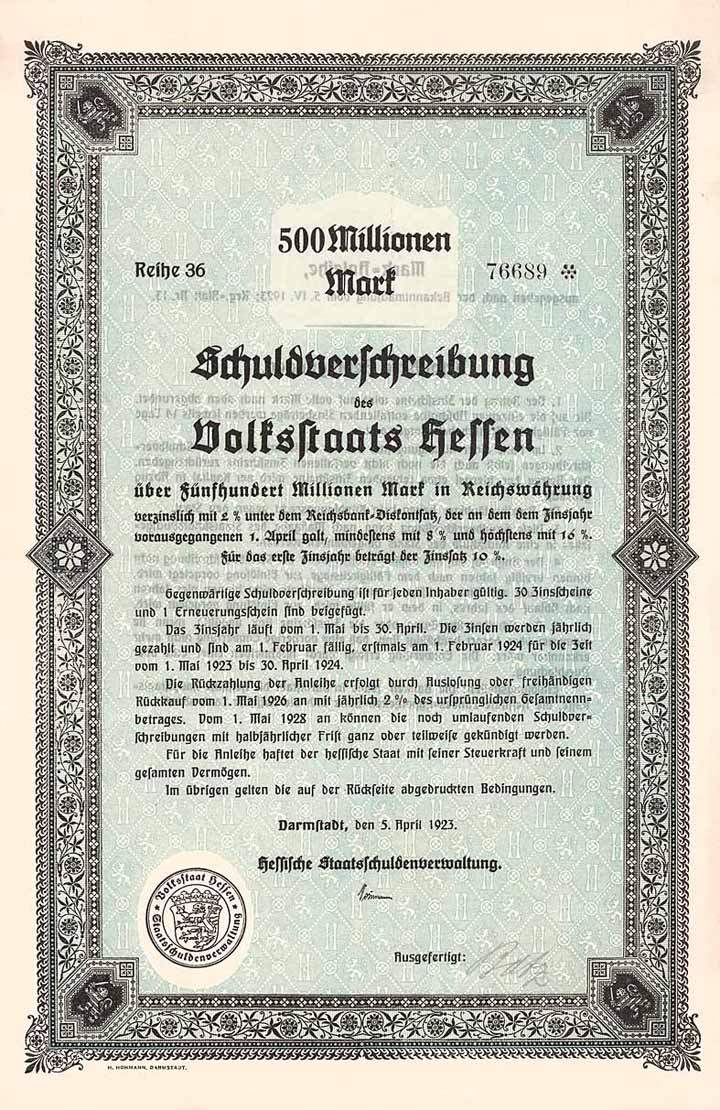 500 Millionen
Mark
Reihe 36
76689 ✲
Schuldverschreibung
des
Volksstaats Hessen
über Fünfhundert Millionen Mark in Reichswährung
verzinslich mit 2 % unter dem Reichsbank-Diskontsatz, der an dem dem Zinsjahr
vorausgegangenen 1. April galt, mindestens mit 8 % und höchstens mit 16 %.
Für das erste Zinsjahr beträgt der Zinssatz 10 %.
Gegenwärtige Schuldverschreibung ist für jeden Inhaber gültig. 30 Zinsscheine
und 1 Erneuerungsschein sind beigefügt.
Das Zinsjahr läuft vom 1. Mai bis 30. April. Die Zinsen werden jährlich
gezahlt und sind am 1. Februar fällig, erstmals am 1. Februar 1924 für die Zeit
vom 1. Mai 1923 bis 30. April 1924.
Die Rückzahlung der Anleihe erfolgt durch Auslosung oder freihändigen
Rückkauf vom 1. Mai 1926 an mit jährlich 2 % des ursprünglichen Gesamtnenn-
betrages. Vom 1. Mai 1928 an können die noch umlaufenden Schuldver-
schreibungen mit halbjährlicher Frist ganz oder teilweise gekündigt werden.
Für die Anleihe haftet der hessische Staat mit seiner Steuerkraft und seinem
gesamten Vermögen.
Im übrigen gelten die auf der Rückseite abgedruckten Bedingungen.
Darmstadt, den 5. April 1923.
Hessische Staatsschuldenverwaltung.
Volksstaat Hessen
Staatsschuldenverwaltung
Ausgefertigt:
H. HOHMANN, DARMSTADT.